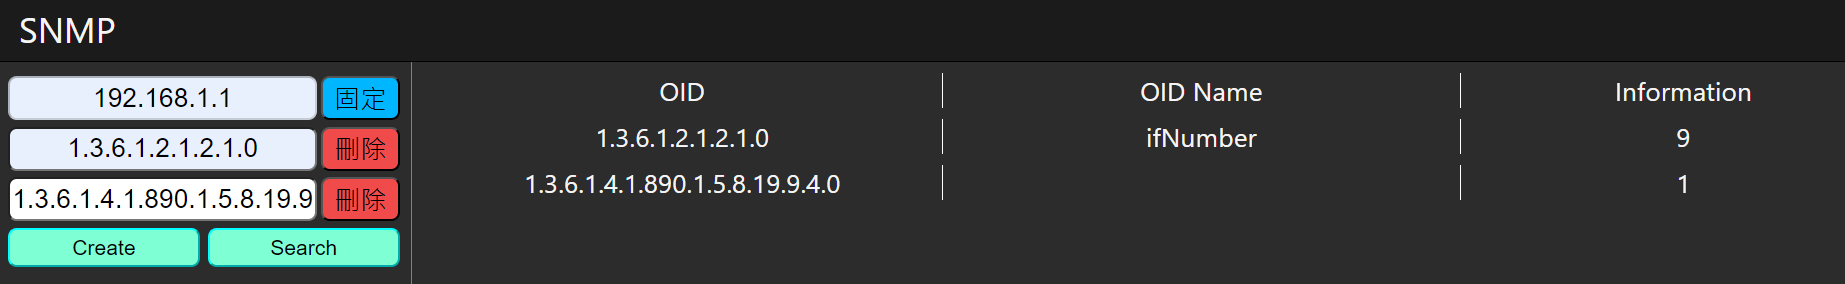 SNMP
192.168.1.1 固定
1.3.6.1.2.1.2.1.0 刪除
1.3.6.1.4.1.890.1.5.8.19.9 刪除
Create Search
OID OID Name Information
1.3.6.1.2.1.2.1.0 ifNumber 9
1.3.6.1.4.1.890.1.5.8.19.9.4.0 1